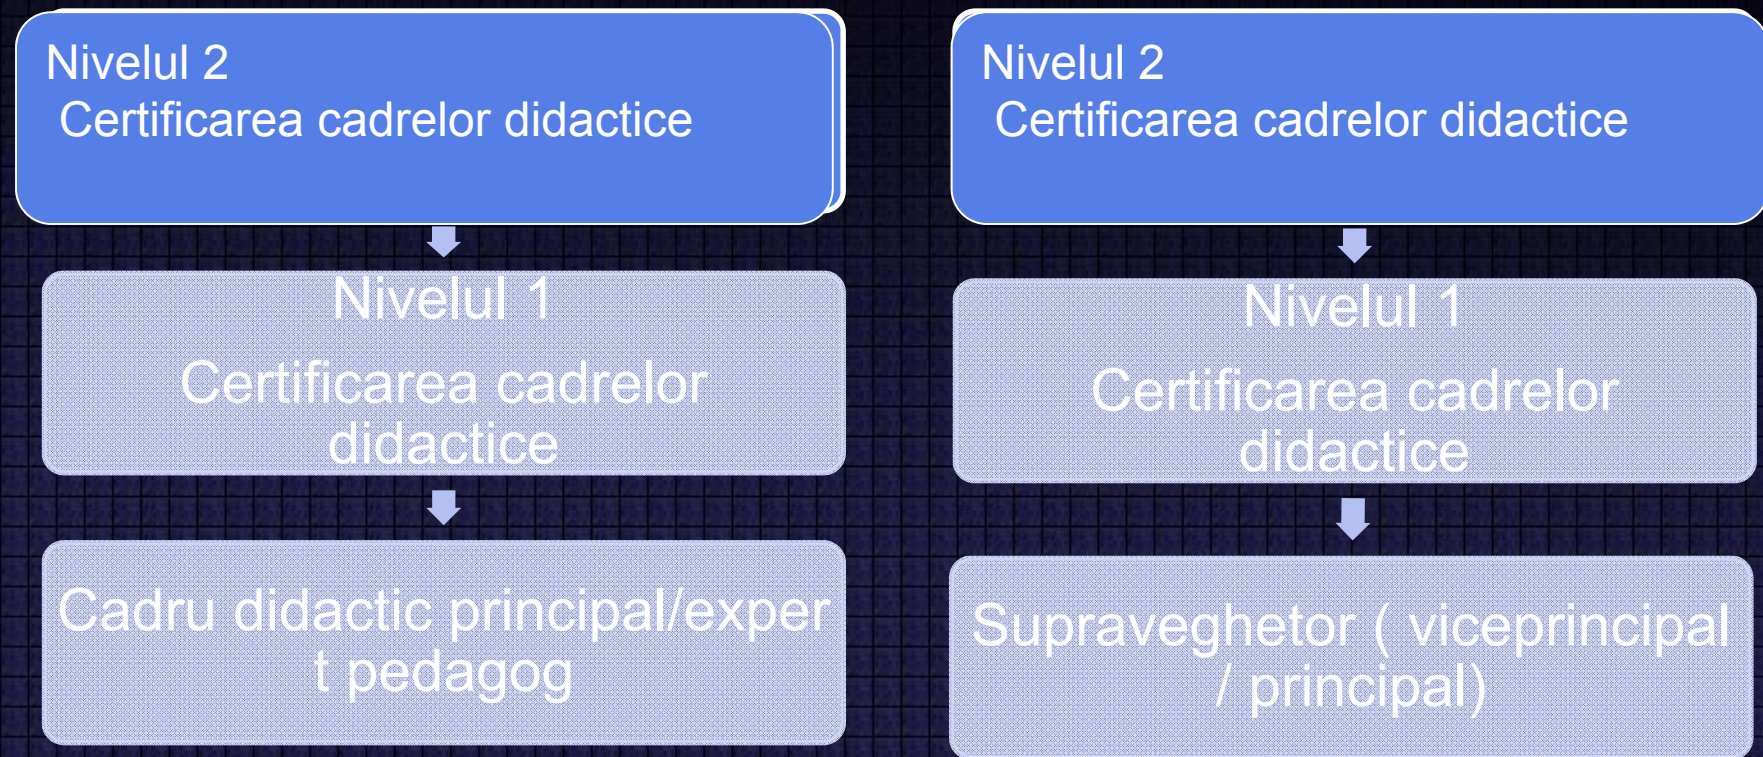 Nivelul 2
Certificarea cadrelor didactice
Nivelul 1
Certificarea cadrelor
didactice
Cadru didactic principal/exper
t pedagog
Nivelul 2
Certificarea cadrelor didactice
Nivelul 1
Certificarea cadrelor
didactice
Supraveghetor ( viceprincipal
/ principal)